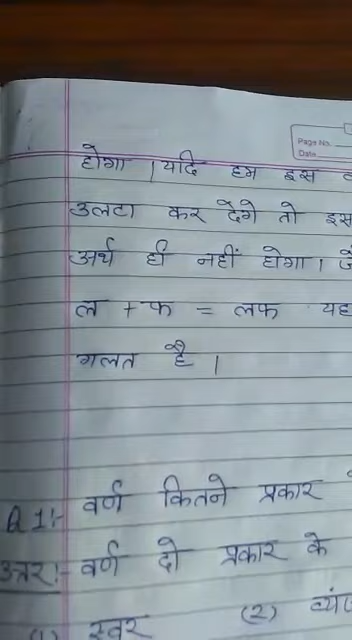 Page No.
Date
होगा । यदि हम इस
उलटा कर देगे तो इस
अर्थ ही नहीं होगा ।
ल + फ = लफ यह
गलत है ।
Q 1:- वर्ण कितने प्रकार
उत्तर:- वर्ण दो प्रकार के
(1) स्वर (2)